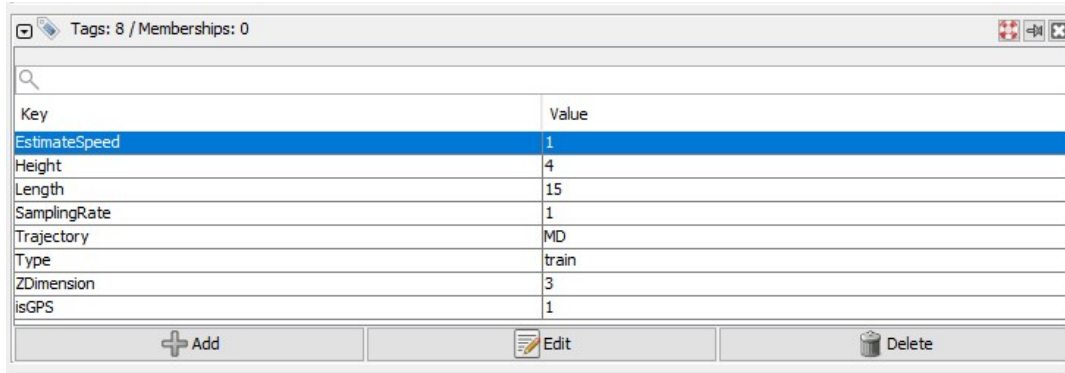 Tags: 8 / Memberships: 0
Key Value
EstimateSpeed 1
Height 4
Length 15
SamplingRate 1
Trajectory MD
Type train
ZDimension 3
isGPS 1
Add Edit Delete